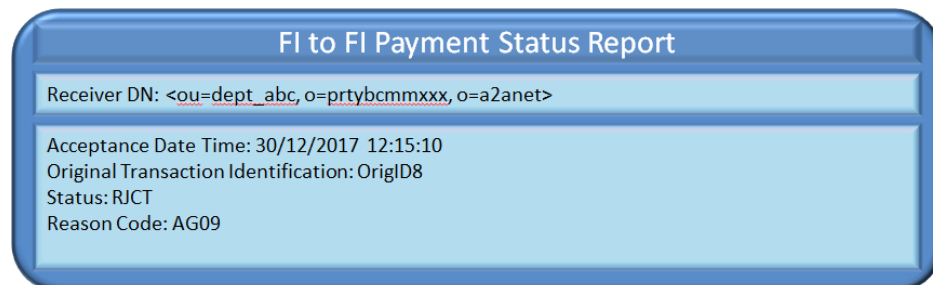 FI to FI Payment Status Report
Receiver DN: <ou=dept_abc, o=prtybcmmxxx, o=a2anet>
Acceptance Date Time: 30/12/2017 12:15:10
Original Transaction Identification: OrigID8
Status: RJCT
Reason Code: AG09